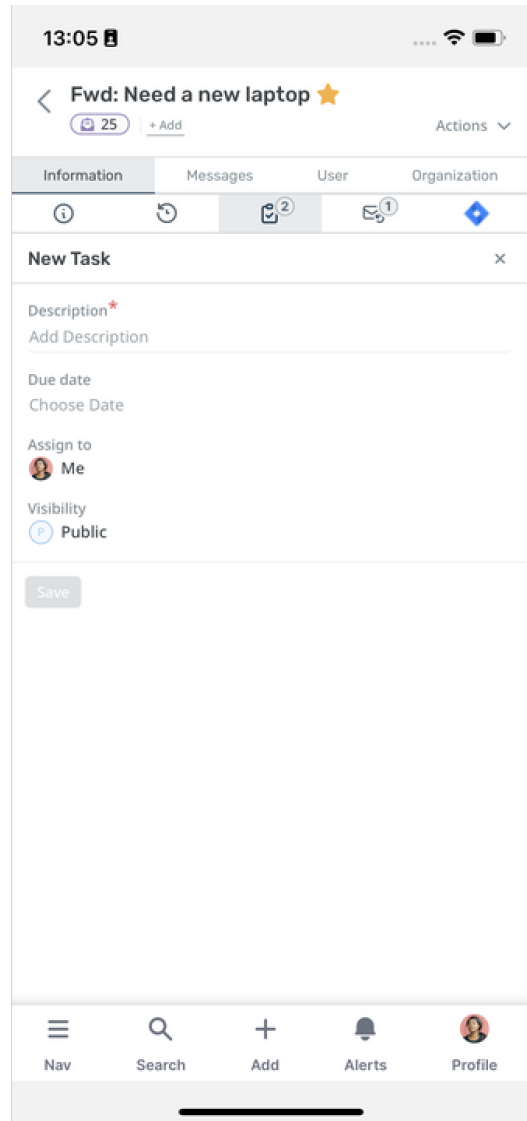 13:05
Fwd: Need a new laptop
25 + Add
Actions
Information Messages User Organization
2 1
New Task
Description*
Add Description
Due date
Choose Date
Assign to
Me
Visibility
P Public
Save
Nav Search Add Alerts Profile